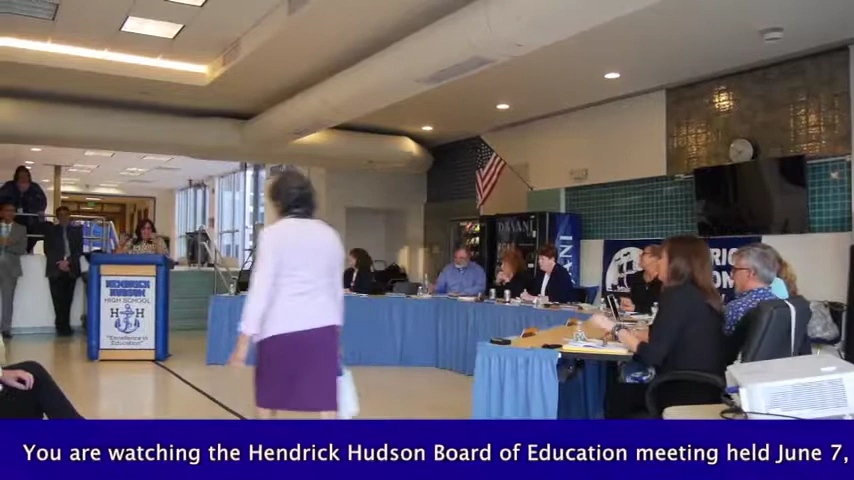 DASANI
HENDRICK HUDSON
HIGH SCHOOL
"Excellence in Education"
You are watching the Hendrick Hudson Board of Education meeting held June 7,